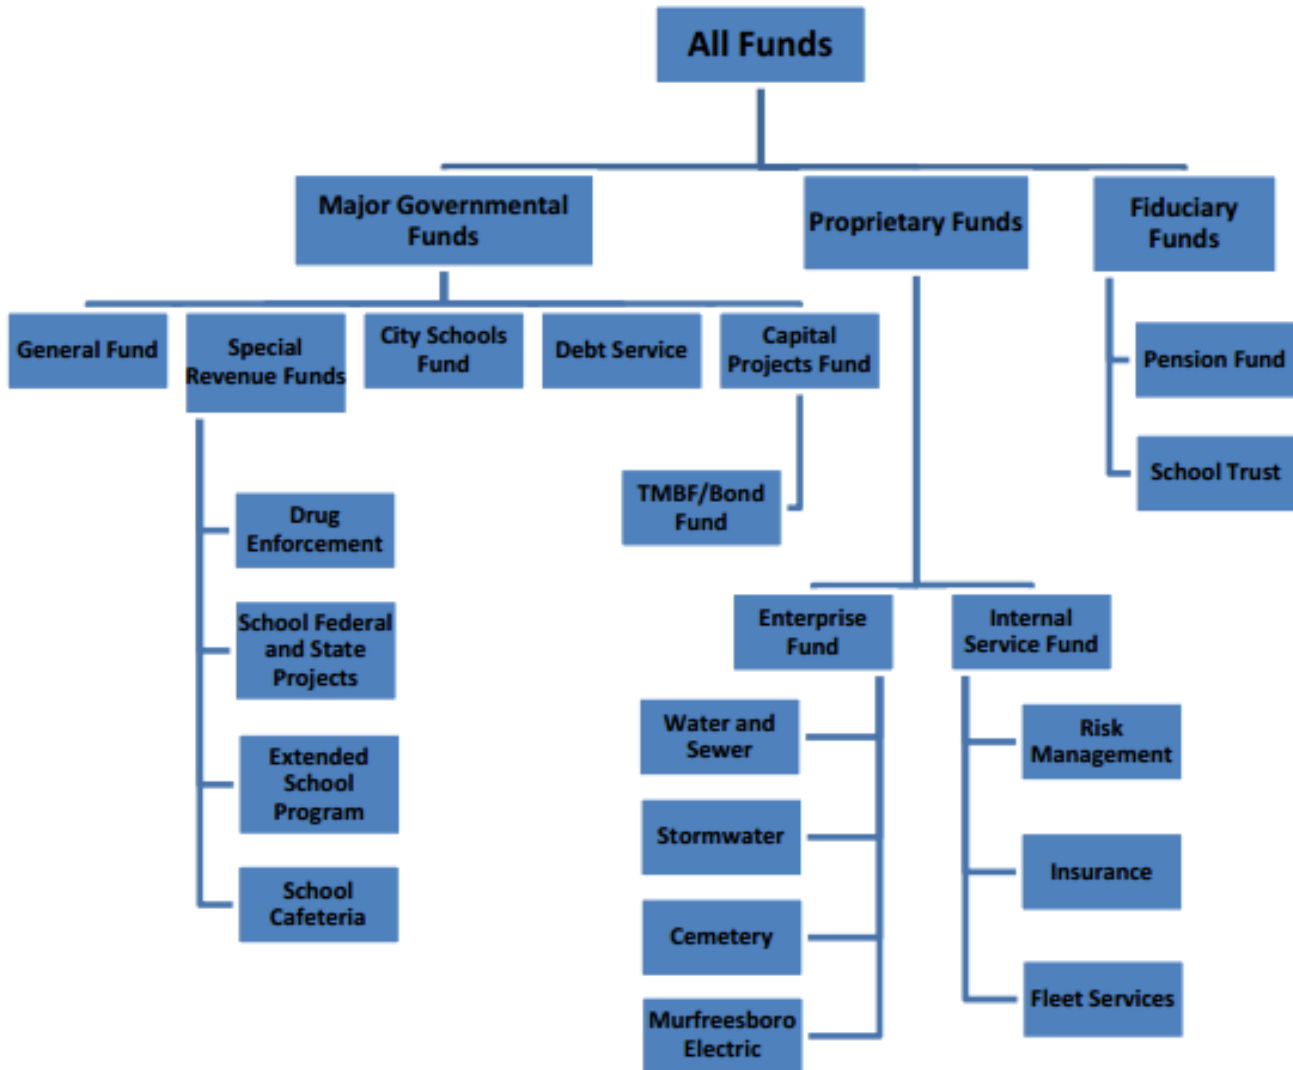 All Funds
Major Governmental
Funds
Proprietary Funds
Fiduciary
Funds
General Fund
Special
Revenue Funds
City Schools
Fund
Debt Service
Capital
Projects Fund
Pension Fund
School Trust
TMBF/Bond
Fund
Drug
Enforcement
School Federal
and State
Projects
Extended
School
Program
School
Cafeteria
Enterprise
Fund
Internal
Service Fund
Water and
Sewer
Stormwater
Cemetery
Murfreesboro
Electric
Risk
Management
Insurance
Fleet Services